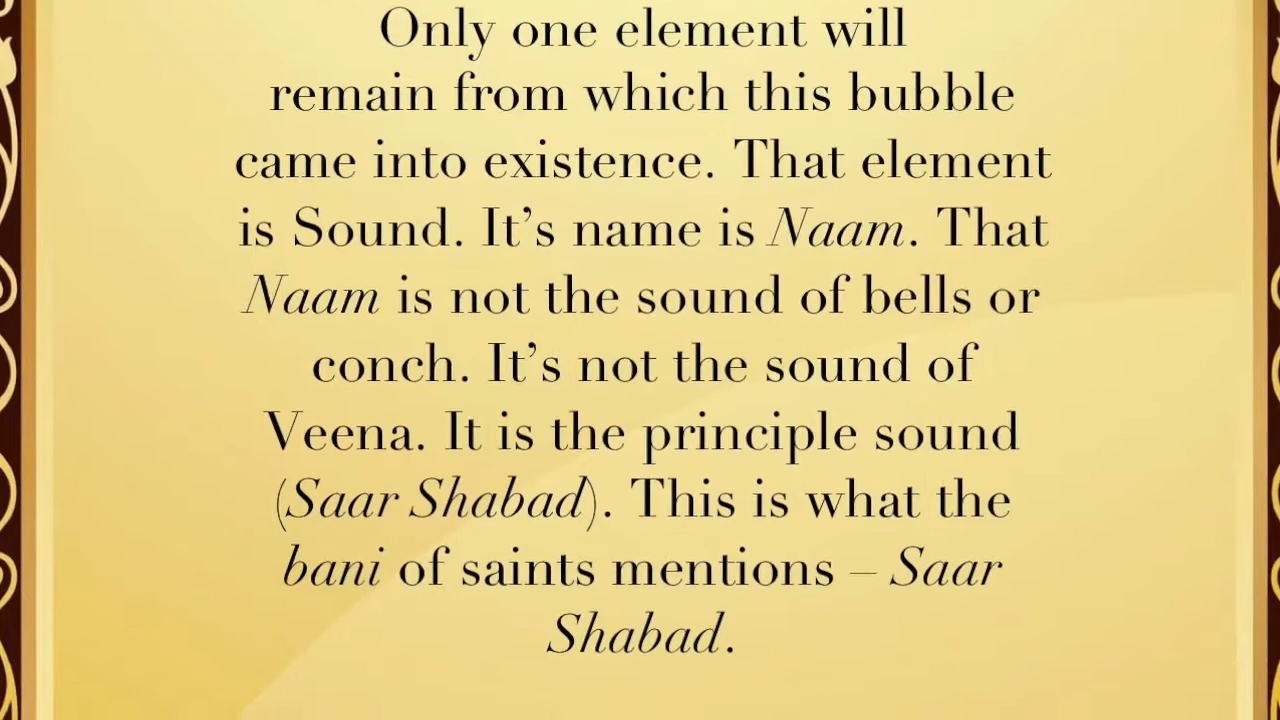 Only one element will
remain from which this bubble
came into existence. That element
is Sound. It’s name is Naam. That
Naam is not the sound of bells or
conch. It’s not the sound of
Veena. It is the principle sound
(Saar Shabad). This is what the
bani of saints mentions – Saar
Shabad.